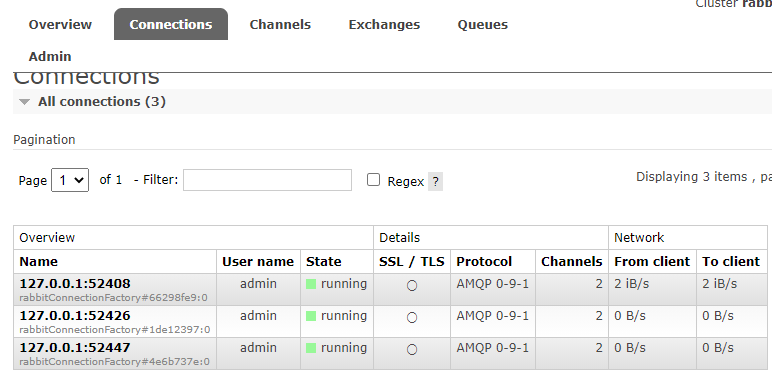 Cluster rabb
Overview Connections Channels Exchanges Queues
Admin
Connections
All connections (3)
Pagination
Page 1 of 1 - Filter: Regex ? Displaying 3 items , pa
Overview Details Network
Name User name State SSL / TLS Protocol Channels From client To client
127.0.0.1:52408 admin running AMQP 0-9-1 2 2 iB/s 2 iB/s
rabbitConnectionFactory#66298fe9:0
127.0.0.1:52426 admin running AMQP 0-9-1 2 0 B/s 0 B/s
rabbitConnectionFactory#1de12397:0
127.0.0.1:52447 admin running AMQP 0-9-1 2 0 B/s 0 B/s
rabbitConnectionFactory#4e6b737e:0